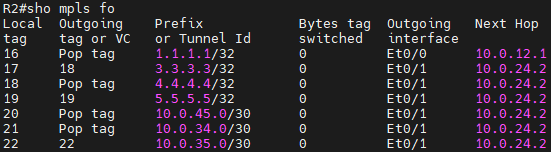 R2#sho mpls fo
Local Outgoing Prefix Bytes tag Outgoing Next Hop
tag tag or VC or Tunnel Id switched interface
16 Pop tag 1.1.1.1/32 0 Et0/0 10.0.12.1
17 18 3.3.3.3/32 0 Et0/1 10.0.24.2
18 Pop tag 4.4.4.4/32 0 Et0/1 10.0.24.2
19 19 5.5.5.5/32 0 Et0/1 10.0.24.2
20 Pop tag 10.0.45.0/30 0 Et0/1 10.0.24.2
21 Pop tag 10.0.34.0/30 0 Et0/1 10.0.24.2
22 22 10.0.35.0/30 0 Et0/1 10.0.24.2